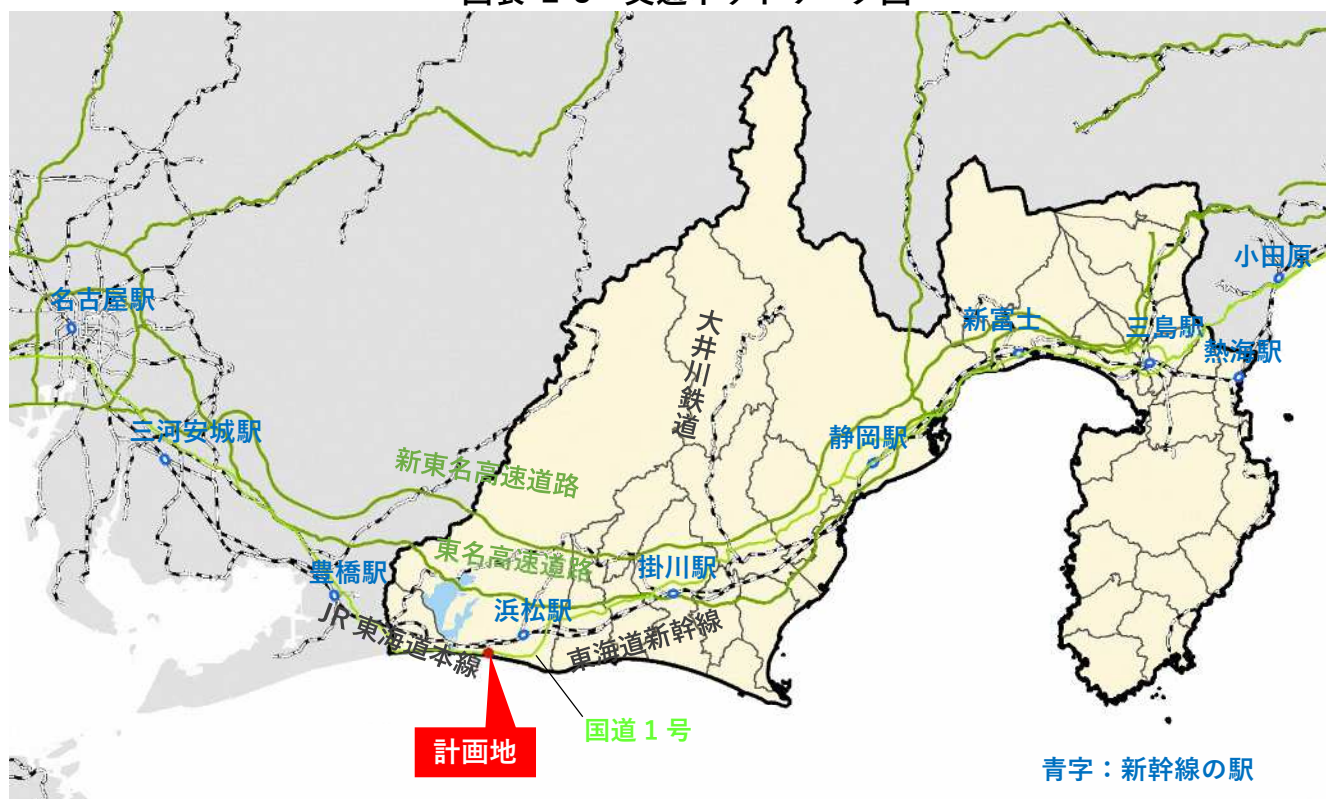 名古屋駅
三河安城駅
豊橋駅
浜松駅
掛川駅
静岡駅
新富士
三島駅
熱海駅
小田原
大井川鉄道
新東名高速道路
東名高速道路
JR 東海道本線
東海道新幹線
国道 1 号
計画地
青字：新幹線の駅